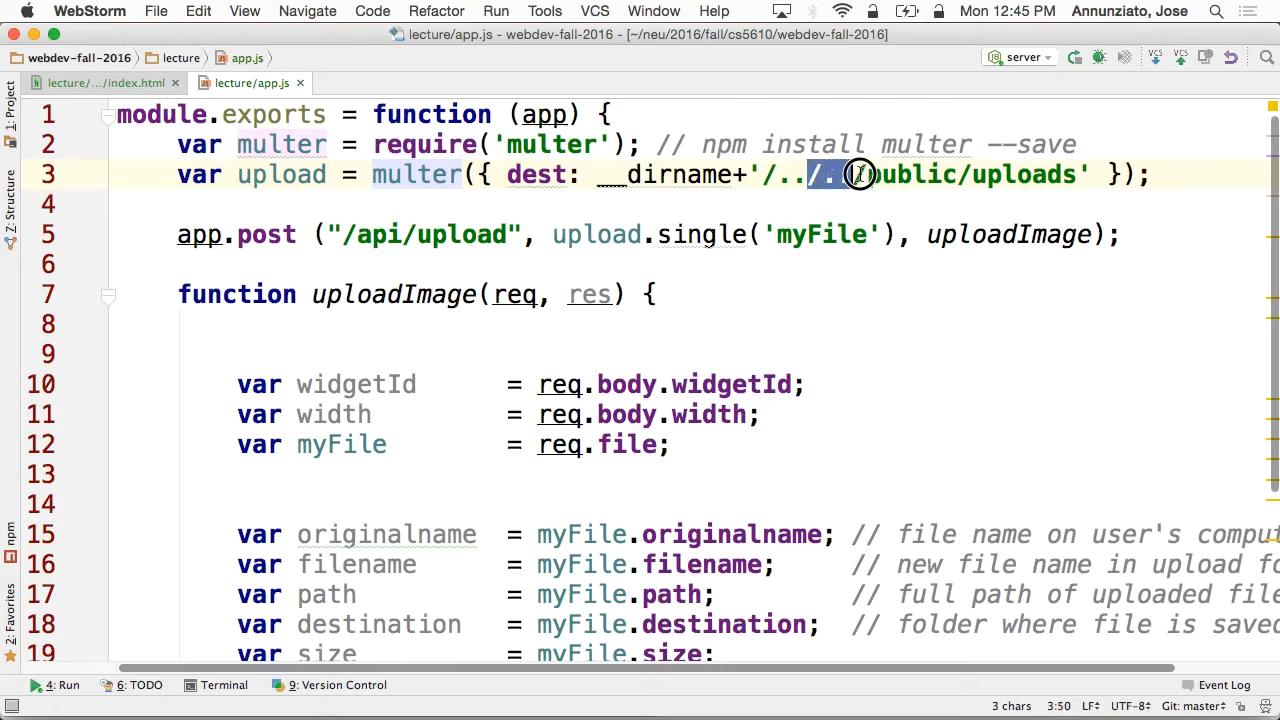 WebStorm File Edit View Navigate Code Refactor Run Tools VCS Window Help Mon 12:45 PM Annunziato, Jose
lecture/app.js - webdev-fall-2016 - [~/neu/2016/fall/cs5610/webdev-fall-2016]
webdev-fall-2016 lecture app.js server VCS VCS
lecture/.../index.html lecture/app.js
1: Project
7: Structure
npm
2: Favorites
1 module.exports = function (app) {
2 var multer = require('multer'); // npm install multer --save
3 var upload = multer({ dest: __dirname+'/../../public/uploads' });
4
5 app.post ("/api/upload", upload.single('myFile'), uploadImage);
6
7 function uploadImage(req, res) {
8
9
10 var widgetId = req.body.widgetId;
11 var width = req.body.width;
12 var myFile = req.file;
13
14
15 var originalname = myFile.originalname; // file name on user's compu
16 var filename = myFile.filename; // new file name in upload fo
17 var path = myFile.path; // full path of uploaded file
18 var destination = myFile.destination; // folder where file is saved
19 var size = myFile.size;
4: Run 6: TODO Terminal 9: Version Control Event Log
3 chars 3:50 LF UTF-8 Git: master